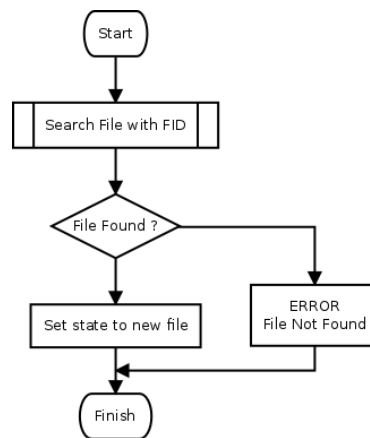 Start
Search File with FID
File Found ?
Set state to new file
ERROR
File Not Found
Finish